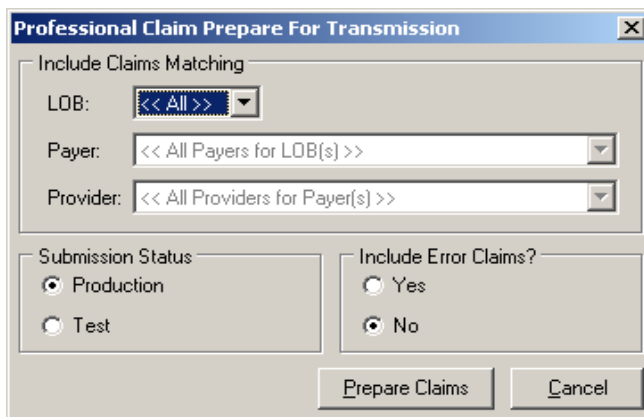 Professional Claim Prepare For Transmission
Include Claims Matching
LOB: << All >>
Payer: << All Payers for LOB(s) >>
Provider: << All Providers for Payer(s) >>
Submission Status
Production
Test
Include Error Claims?
Yes
No
Prepare Claims Cancel